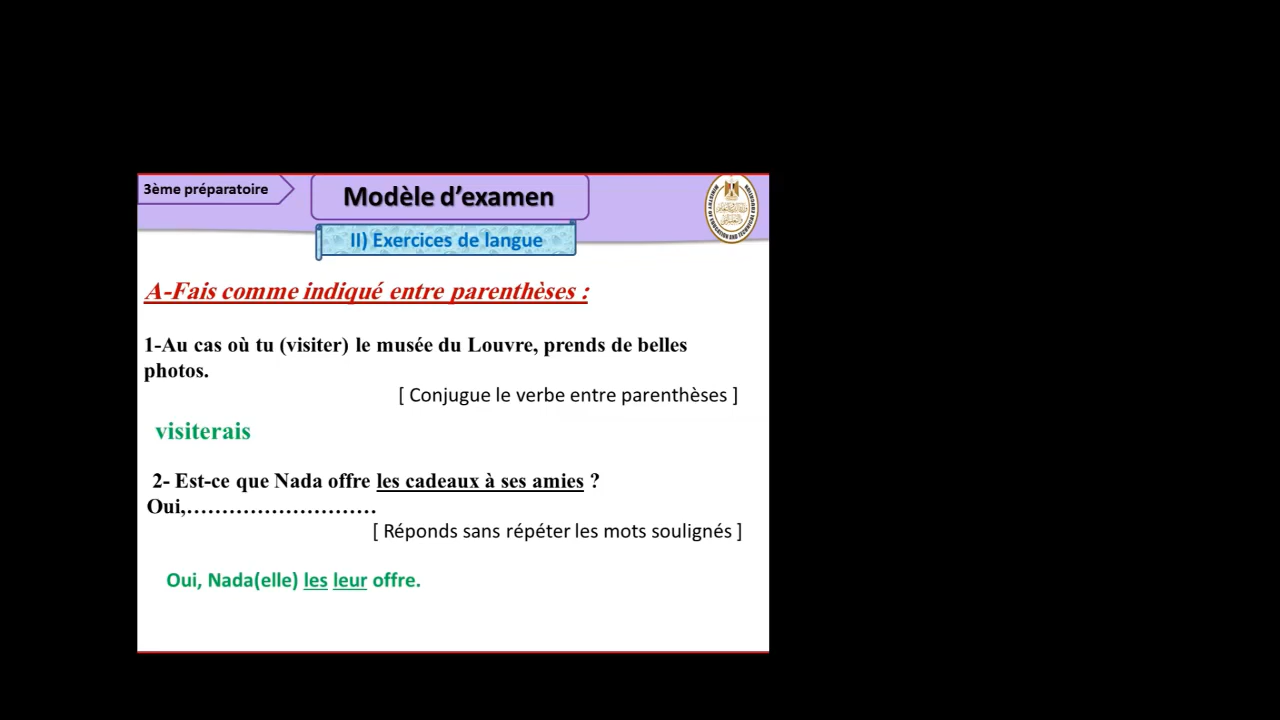 3ème préparatoire
Modèle d’examen
II) Exercices de langue
A-Fais comme indiqué entre parenthèses :
1-Au cas où tu (visiter) le musée du Louvre, prends de belles
photos.
[ Conjugue le verbe entre parenthèses ]
visiterais
2- Est-ce que Nada offre les cadeaux à ses amies ?
Oui,...........................
[ Réponds sans répéter les mots soulignés ]
Oui, Nada(elle) les leur offre.